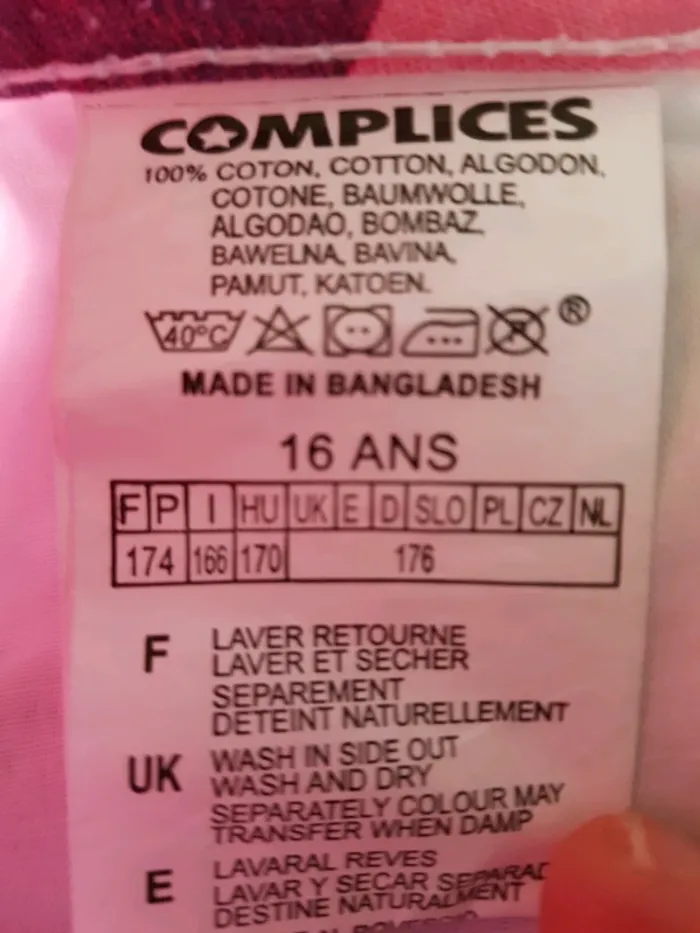 COMPLICES
100% COTON, COTTON, ALGODON,
COTONE, BAUMWOLLE,
ALGODAO, BOMBAZ,
BAWELNA, BAVINA,
PAMUT, KATOEN.
40°C P ®
MADE IN BANGLADESH
16 ANS
F P I HU UK E D SLO PL CZ NL
174 166 170 176
F LAVER RETOURNE
LAVER ET SECHER
SEPAREMENT
DETEINT NATURELLEMENT
UK WASH IN SIDE OUT
WASH AND DRY
SEPARATELY COLOUR MAY
TRANSFER WHEN DAMP
E LAVARAL REVES
LAVAR Y SECAR SEPARAD
DESTINE NATURALMENT